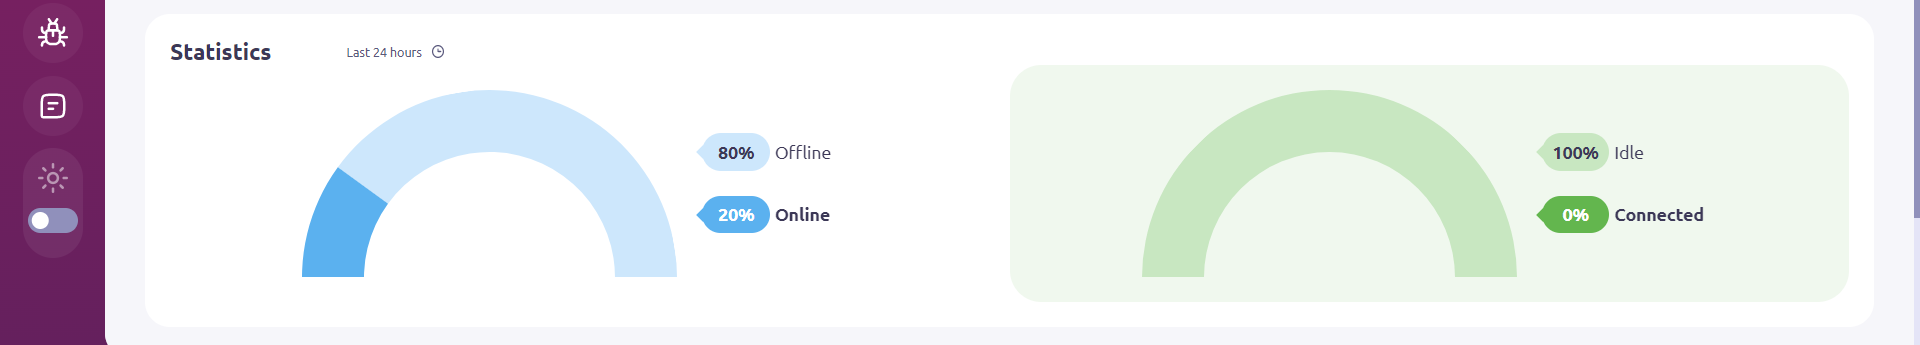 Statistics
Last 24 hours
80% Offline
20% Online
100% Idle
0% Connected